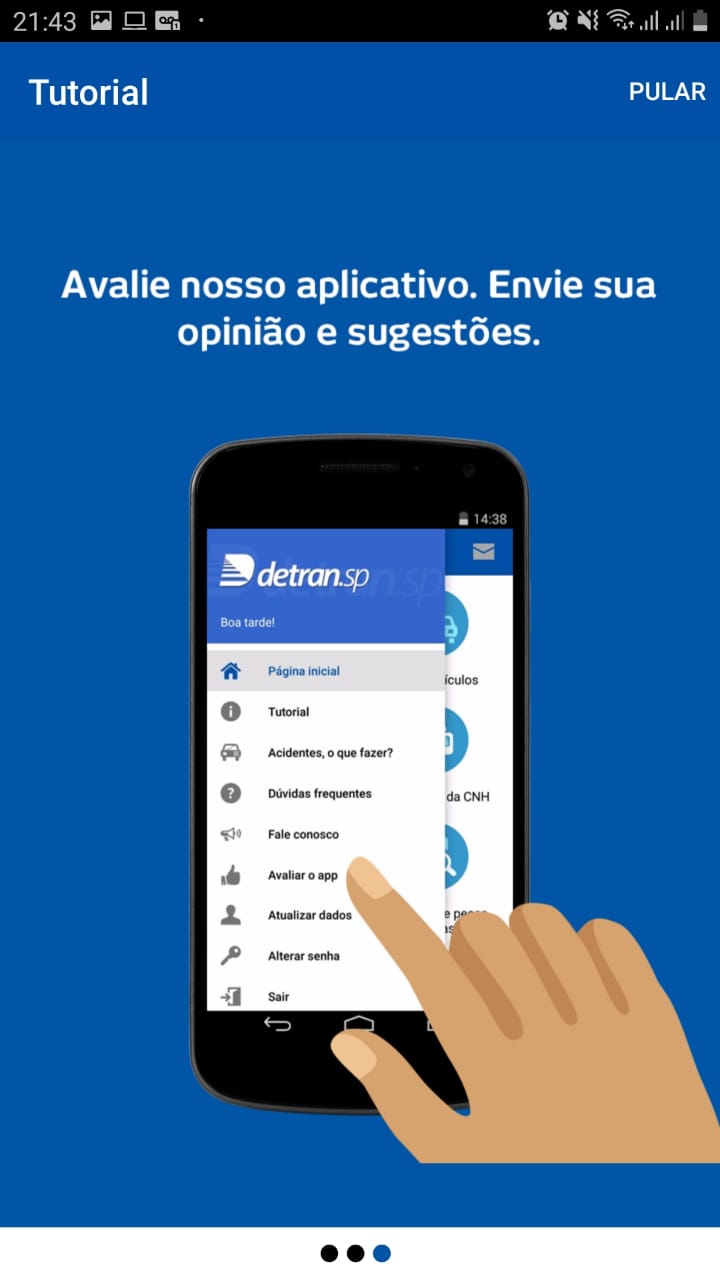 21:43
Tutorial
PULAR
Avalie nosso aplicativo. Envie sua
opinião e sugestões.
14:38
detran.sp
Boa tarde!
Página inicial
ículos
Tutorial
Acidentes, o que fazer?
Dúvidas frequentes
da CNH
Fale conosco
Avaliar o app
Atualizar dados
Alterar senha
Sair